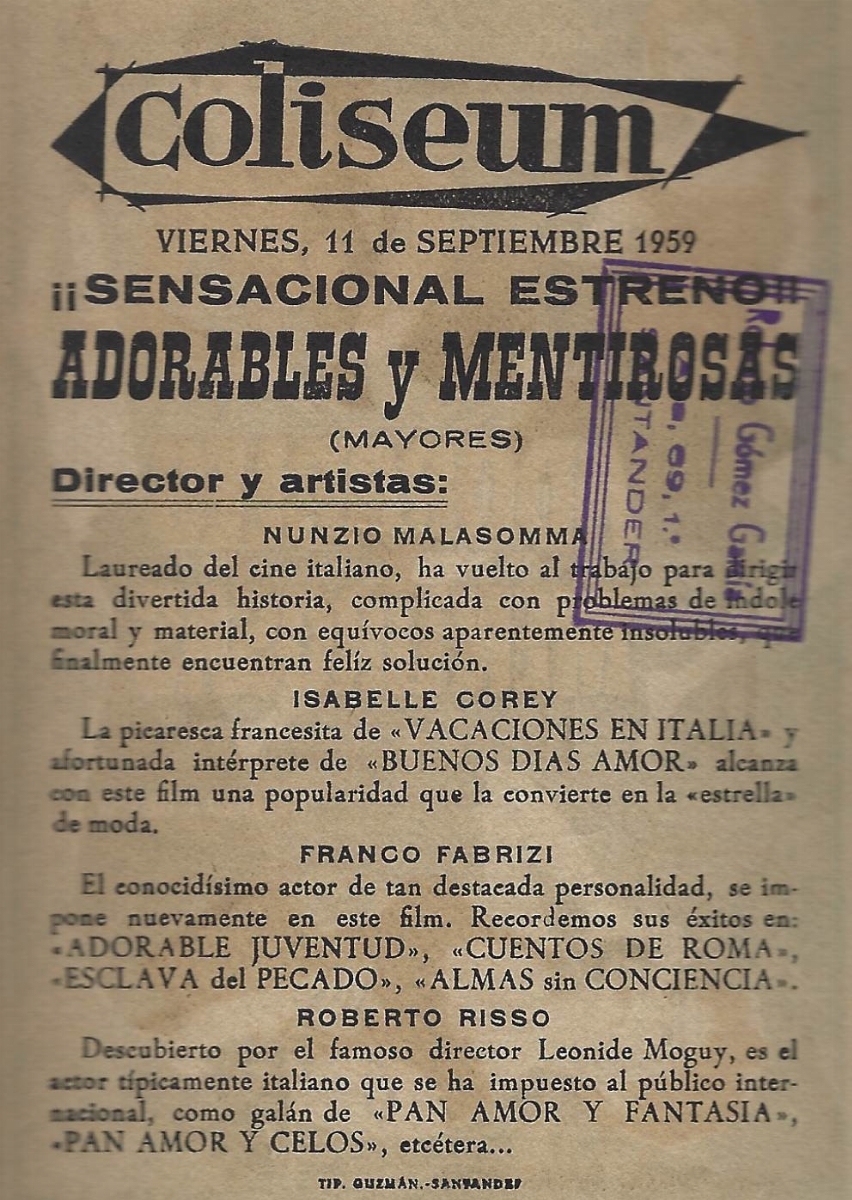 Coliseum
VIERNES, 11 de SEPTIEMBRE 1959
¡¡SENSACIONAL ESTRENO!!
ADORABLES y MENTIROSAS
(MAYORES)
Director y artistas:
NUNZIO MALASOMMA
Laureado del cine italiano, ha vuelto al trabajo para dirigir
esta divertida historia, complicada con problemas de indole
moral y material, con equívocos aparentemente insolubles, que
finalmente encuentran felíz solución.
ISABELLE COREY
La picaresca francesita de «VACACIONES EN ITALIA» y
afortunada intérprete de «BUENOS DIAS AMOR» alcanza
con este film una popularidad que la convierte en la «estrella»
de moda.
FRANCO FABRIZI
El conocidísimo actor de tan destacada personalidad, se im-
pone nuevamente en este film. Recordemos sus éxitos en:
«ADORABLE JUVENTUD», «CUENTOS DE ROMA»,
«ESCLAVA del PECADO», «ALMAS sin CONCIENCIA».
ROBERTO RISSO
Descubierto por el famoso director Leonide Moguy, es el
actor típicamente italiano que se ha impuesto al público inter-
nacional, como galán de «PAN AMOR Y FANTASIA»,
«PAN AMOR Y CELOS», etcétera...
TIP. GUZMÁN.-SANTANDER
Gómez García
69, 1.º
SANTANDER